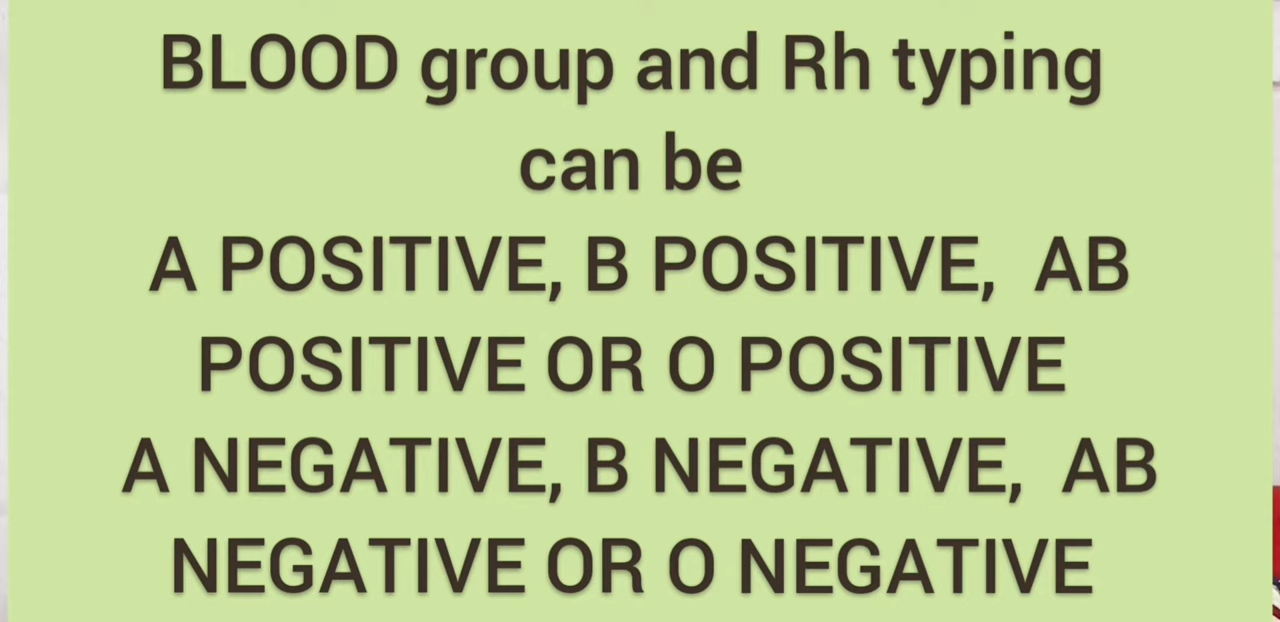 BLOOD group and Rh typing
can be
A POSITIVE, B POSITIVE,  AB
POSITIVE OR O POSITIVE
A NEGATIVE, B NEGATIVE,  AB
NEGATIVE OR O NEGATIVE